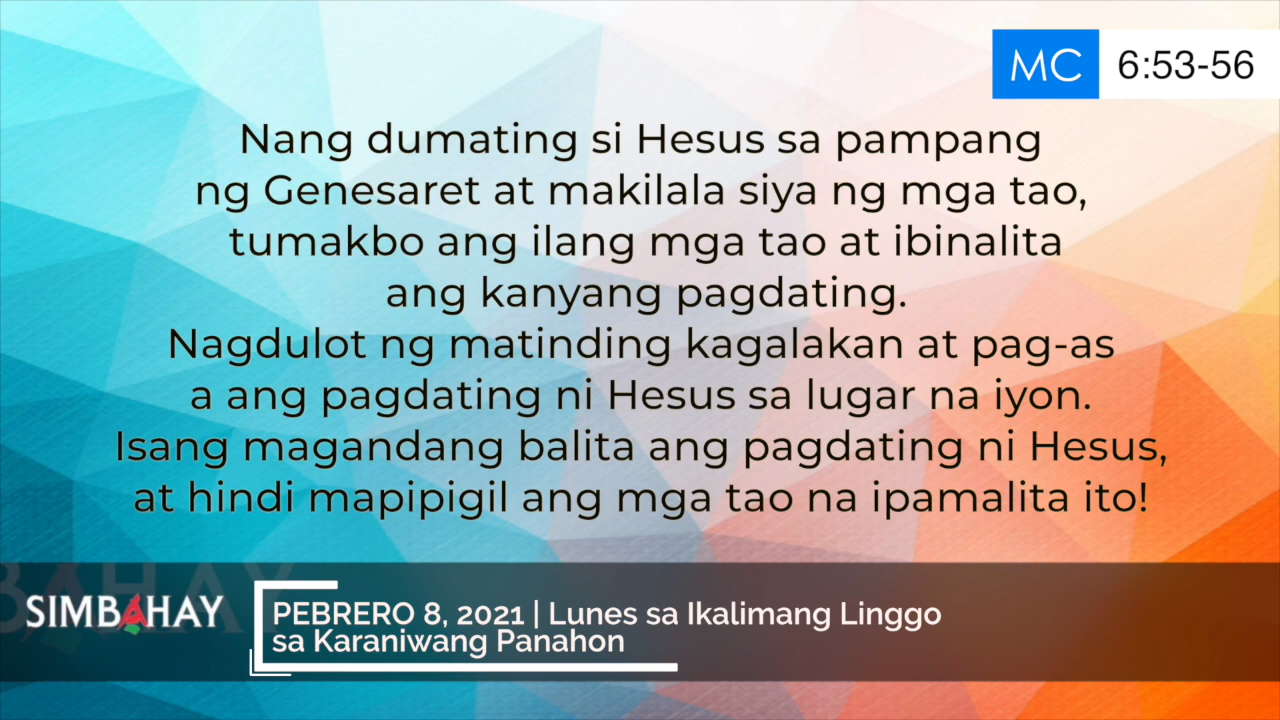 MC 6:53-56
Nang dumating si Hesus sa pampang
ng Genesaret at makilala siya ng mga tao,
tumakbo ang ilang mga tao at ibinalita
ang kanyang pagdating.
Nagdulot ng matinding kagalakan at pag-as
a ang pagdating ni Hesus sa lugar na iyon.
Isang magandang balita ang pagdating ni Hesus,
at hindi mapipigil ang mga tao na ipamalita ito!
SIMBAHAY
PEBRERO 8, 2021 | Lunes sa Ikalimang Linggo
sa Karaniwang Panahon